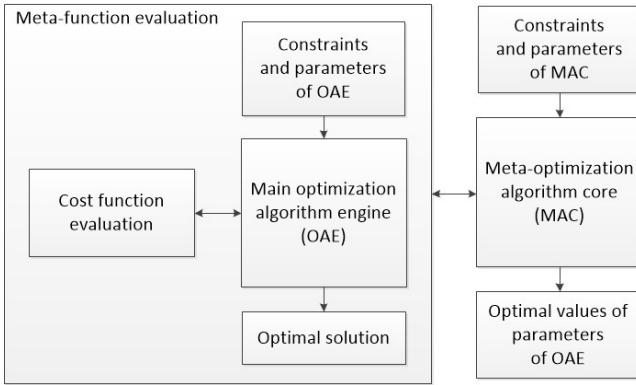 Meta-function evaluation
Constraints
and parameters
of OAE
Cost function
evaluation
Main optimization
algorithm engine
(OAE)
Optimal solution
Constraints
and parameters
of MAC
Meta-optimization
algorithm core
(MAC)
Optimal values of
parameters
of OAE